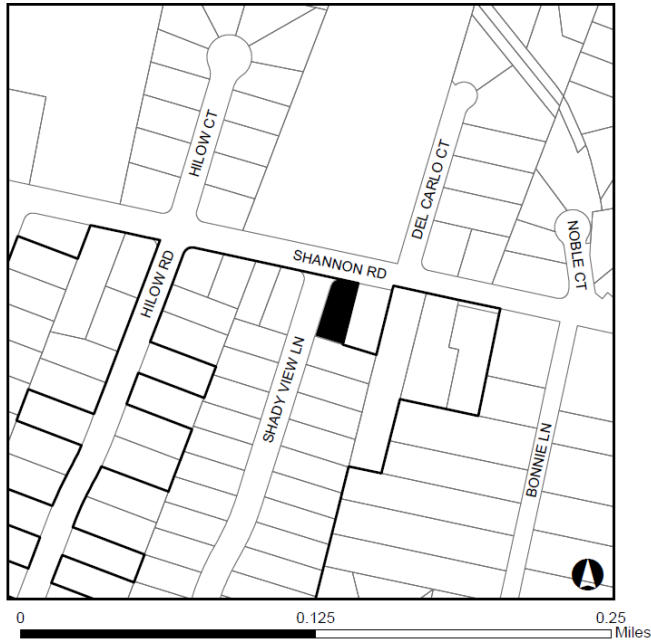 HILOW CT
DEL CARLO CT
NOBLE CT
SHANNON RD
HILOW RD
SHADY VIEW LN
BONNIE LN
0 0.125 0.25
Miles